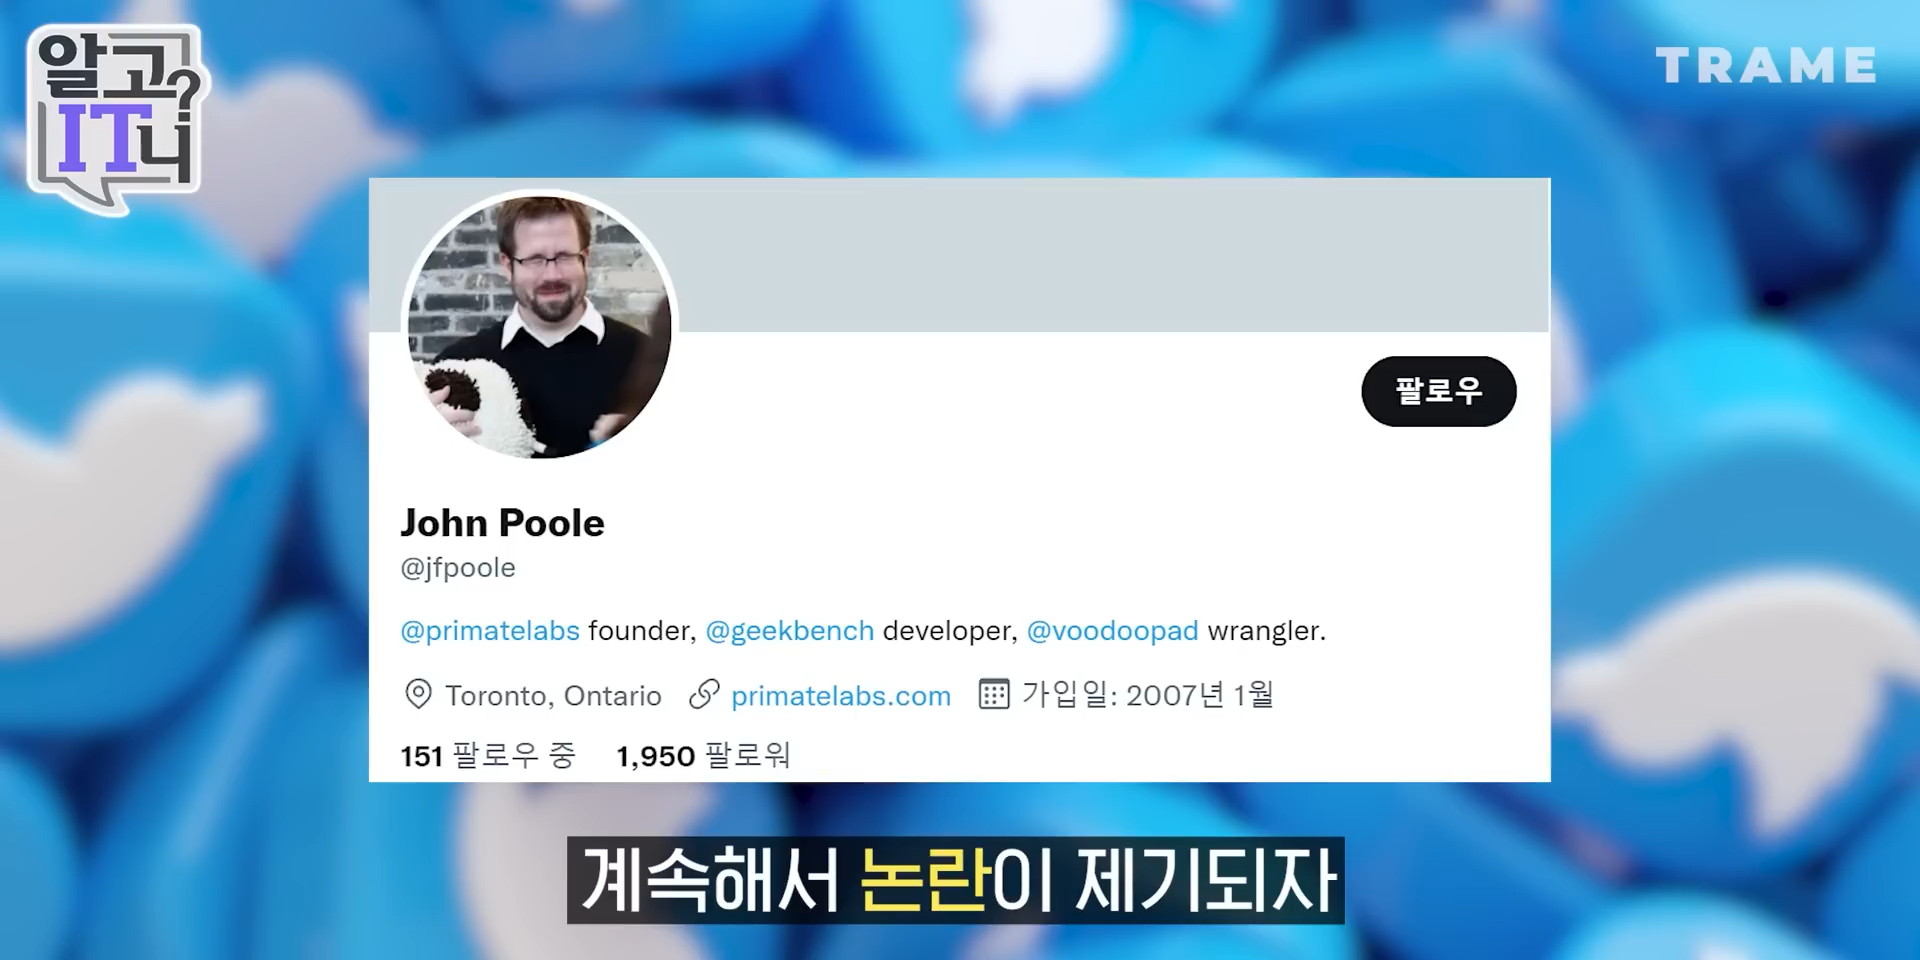 알고?
IT니
TRAME
팔로우
John Poole
@jfpoole
@primatelabs founder, @geekbench developer, @voodoopad wrangler.
Toronto, Ontario primatelabs.com 가입일: 2007년 1월
151 팔로우 중 1,950 팔로워
계속해서 논란이 제기되자